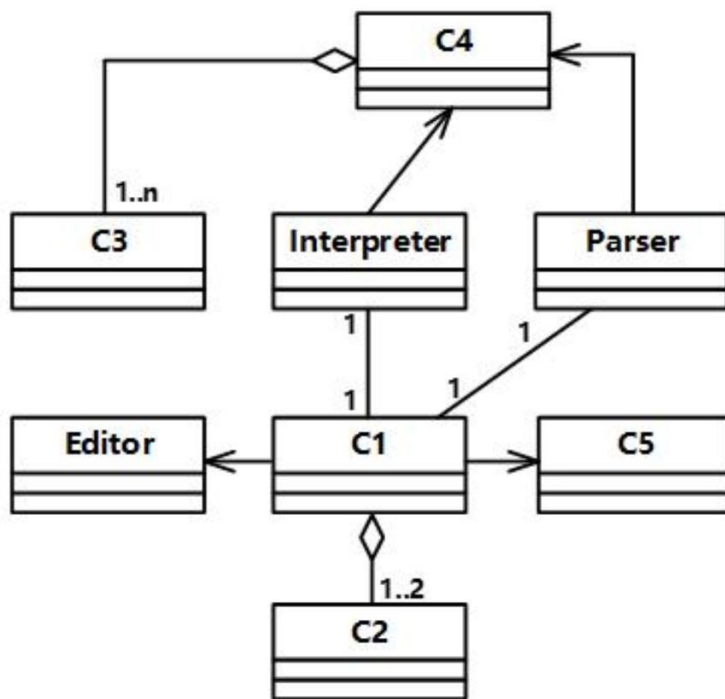 C4
1..n
C3
Interpreter
Parser
1
1
1
1
Editor
C1
C5
1..2
C2